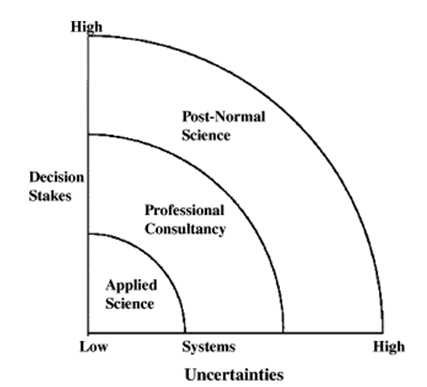 High
Post-Normal
Science
Decision
Stakes
Professional
Consultancy
Applied
Science
Low Systems High
Uncertainties